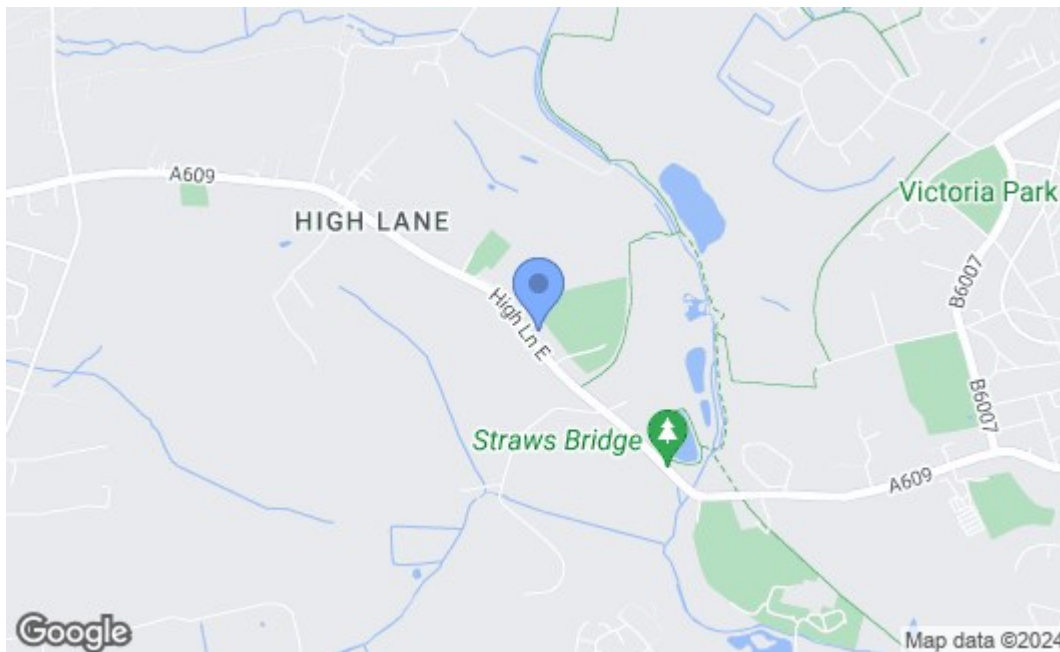 A609
HIGH LANE
Victoria Park
High Ln E
B6007
B6007
Straws Bridge
A609
Google
Map data ©2024